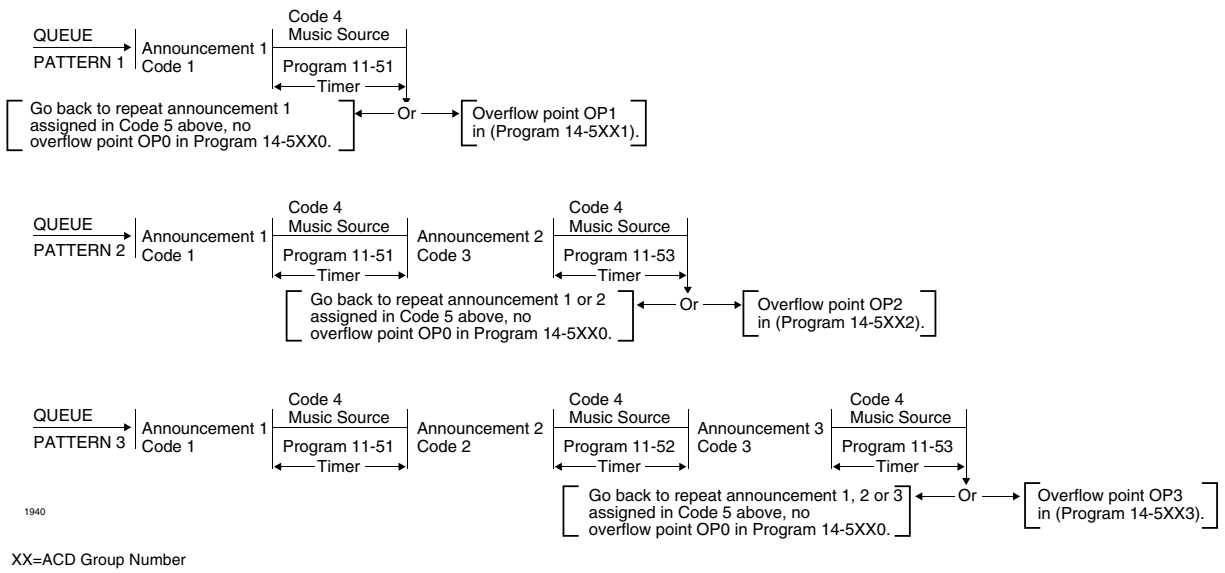 Code 4
QUEUE
Music Source
Announcement 1
PATTERN 1
Code 1
Program 11-51
Timer
Go back to repeat announcement 1
assigned in Code 5 above, no
overflow point OP0 in Program 14-5XX0.
Or
Overflow point OP1
in (Program 14-5XX1).
Code 4
Code 4
QUEUE
Music Source
Music Source
Announcement 1
Announcement 2
PATTERN 2
Code 1
Program 11-51
Code 3
Program 11-53
Timer
Timer
Go back to repeat announcement 1 or 2
assigned in Code 5 above, no
overflow point OP0 in Program 14-5XX0.
Or
Overflow point OP2
in (Program 14-5XX2).
Code 4
Code 4
Code 4
QUEUE
Music Source
Music Source
Music Source
Announcement 1
Announcement 2
Announcement 3
PATTERN 3
Code 1
Program 11-51
Code 2
Program 11-52
Code 3
Program 11-53
Timer
Timer
Timer
Go back to repeat announcement 1, 2 or 3
assigned in Code 5 above, no
overflow point OP0 in Program 14-5XX0.
Or
Overflow point OP3
in (Program 14-5XX3).
1940
XX=ACD Group Number